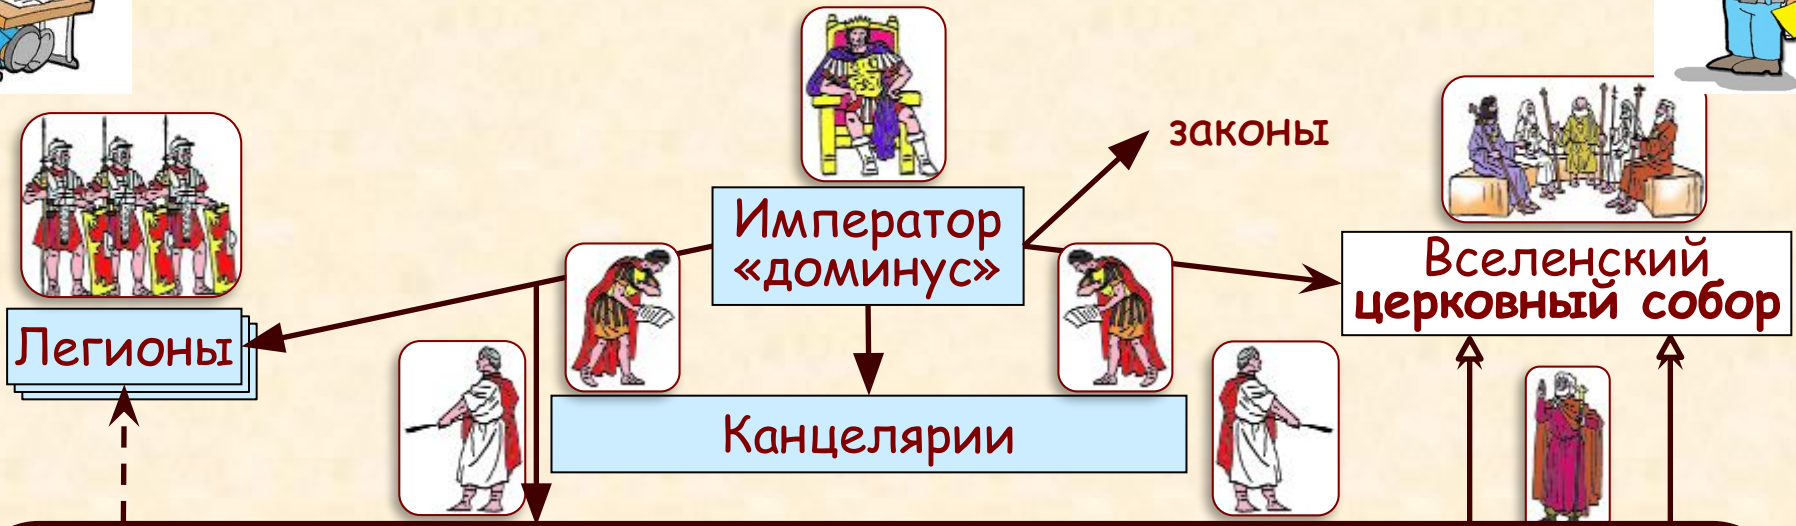 законы
Император
«доминус»
Вселенский
церковный собор
Легионы
Канцелярии